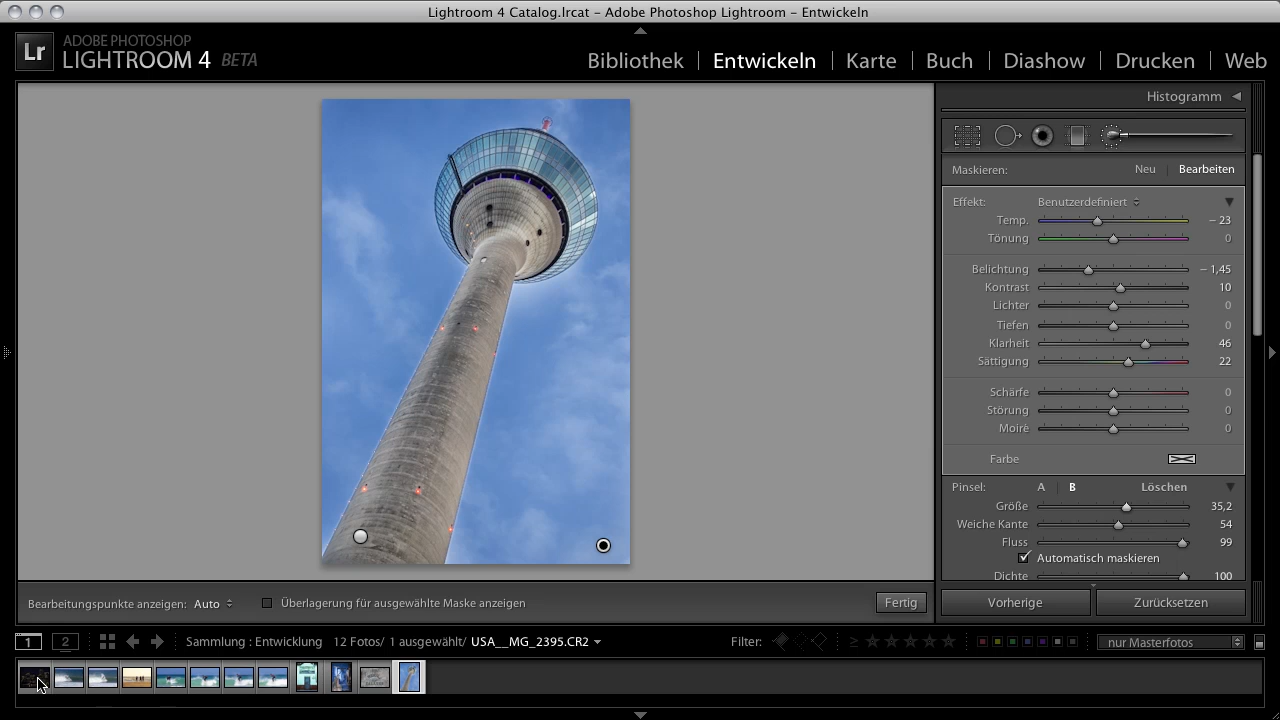 Lightroom 4 Catalog.lrcat – Adobe Photoshop Lightroom – Entwickeln
Lr ADOBE PHOTOSHOP
LIGHTROOM 4 BETA
Bibliothek | Entwickeln | Karte | Buch | Diashow | Drucken | Web
Histogramm
Maskieren: Neu | Bearbeiten
Effekt: Benutzerdefiniert
Temp. – 23
Tönung 0
Belichtung – 1,45
Kontrast 10
Lichter 0
Tiefen 0
Klarheit 46
Sättigung 22
Schärfe 0
Störung 0
Moiré 0
Farbe
Pinsel: A | B Löschen
Größe 35,2
Weiche Kante 54
Fluss 99
Automatisch maskieren
Dichte 100
Bearbeitungspunkte anzeigen: Auto Überlagerung für ausgewählte Maske anzeigen Fertig
Vorherige Zurücksetzen
1 2 Sammlung : Entwicklung 12 Fotos/ 1 ausgewählt/ USA__MG_2395.CR2 Filter: ≥ nur Masterfotos